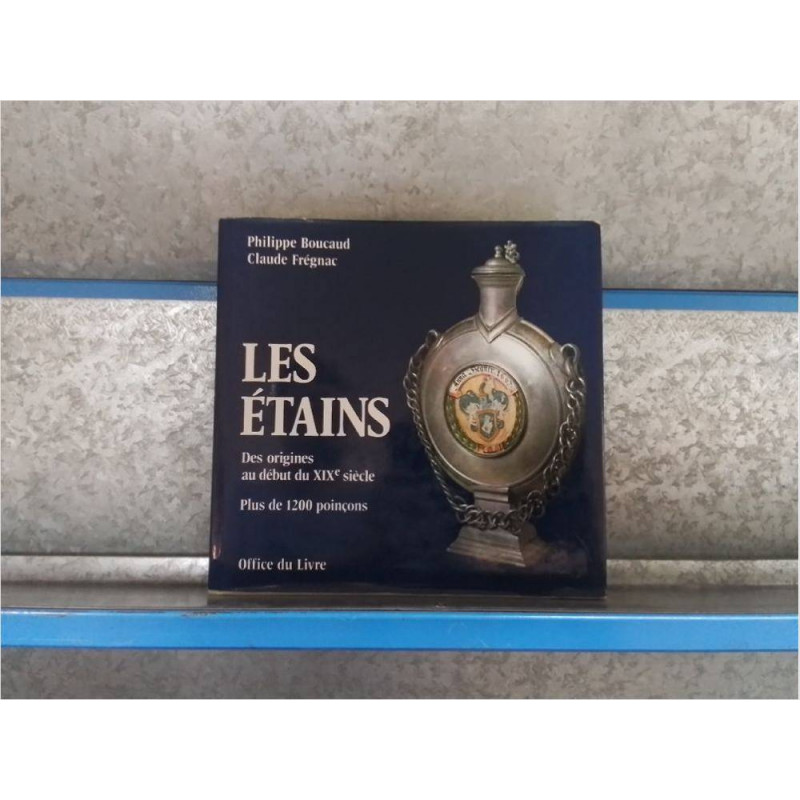 Philippe Boucaud
Claude Frégnac
LES
ÉTAINS
Des origines
au début du XIXe siècle
Plus de 1200 poinçons
Office du Livre